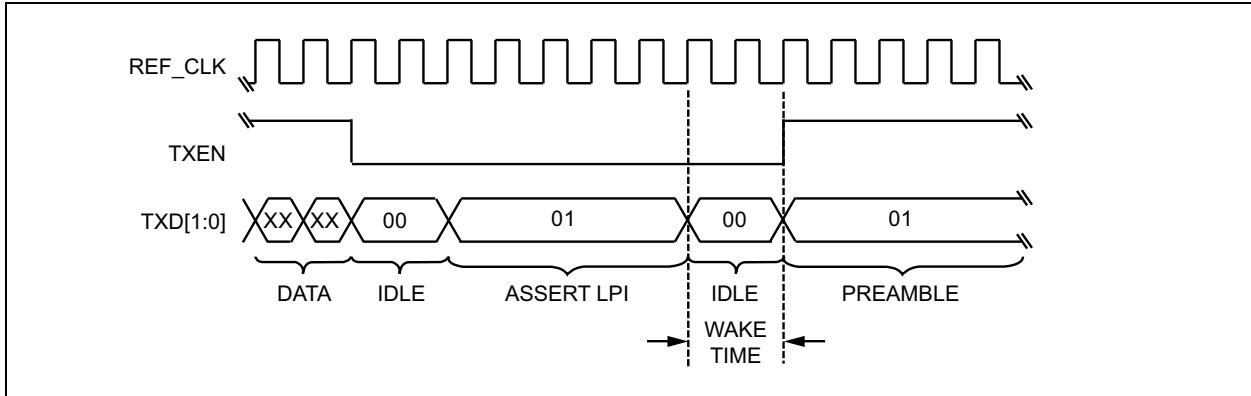 REF_CLK
TXEN
TXD[1:0] XX XX 00 01 00 01
DATA IDLE ASSERT LPI IDLE PREAMBLE
WAKE
TIME